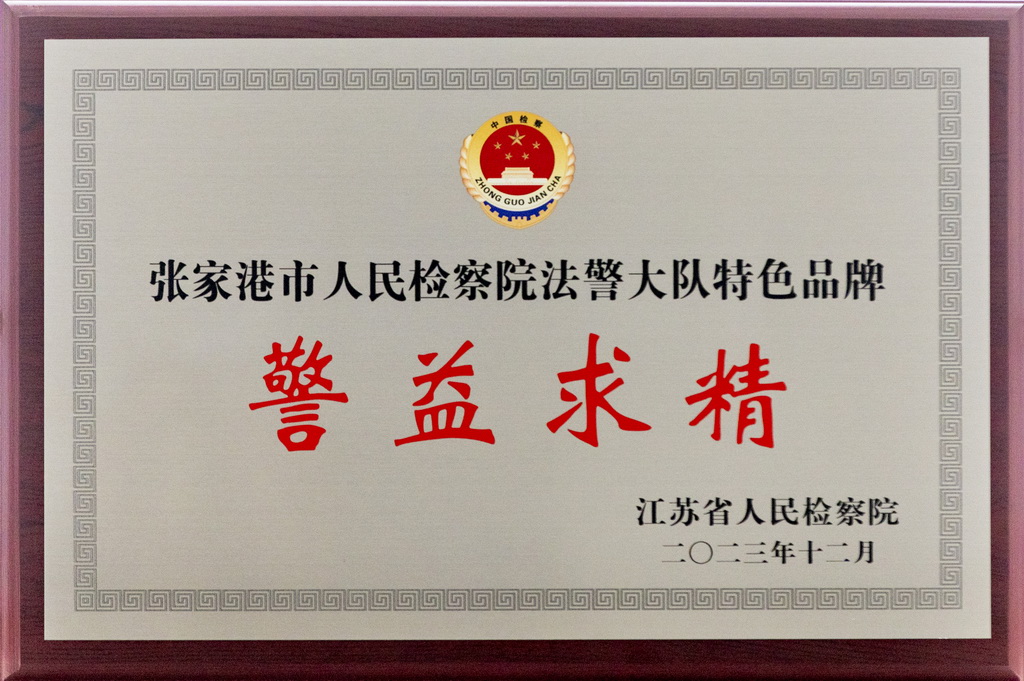 中国检察
ZHONG GUO JIAN CHA
张家港市人民检察院法警大队特色品牌
警益求精
江苏省人民检察院
二〇二三年十二月